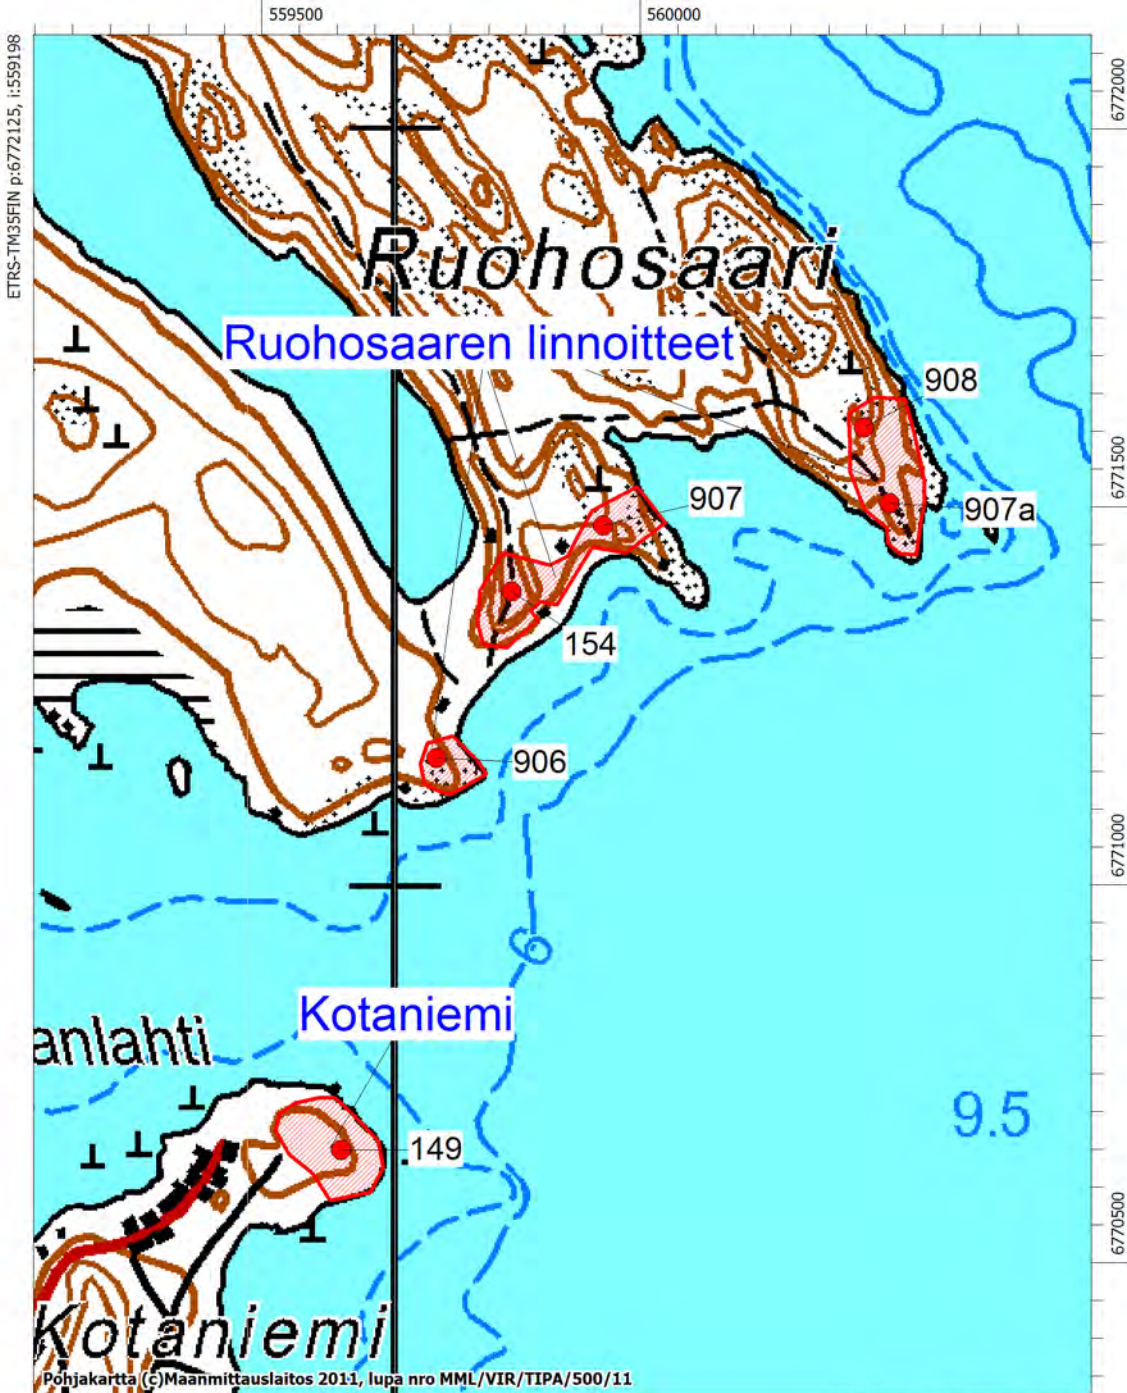 559500
560000
ETRS-TM35FIN p:6772125, i:559198
6772000
Ruohosaari
Ruohosaaren linnoitteet
908
6771500
907
907a
154
906
6771000
6
Kotaniemi
anlahti
9.5
149
6770500
Kotaniemi
Pohjakartta (c)Maanmittauslaitos 2011, lupa nro MML/VIR/TIPA/500/11